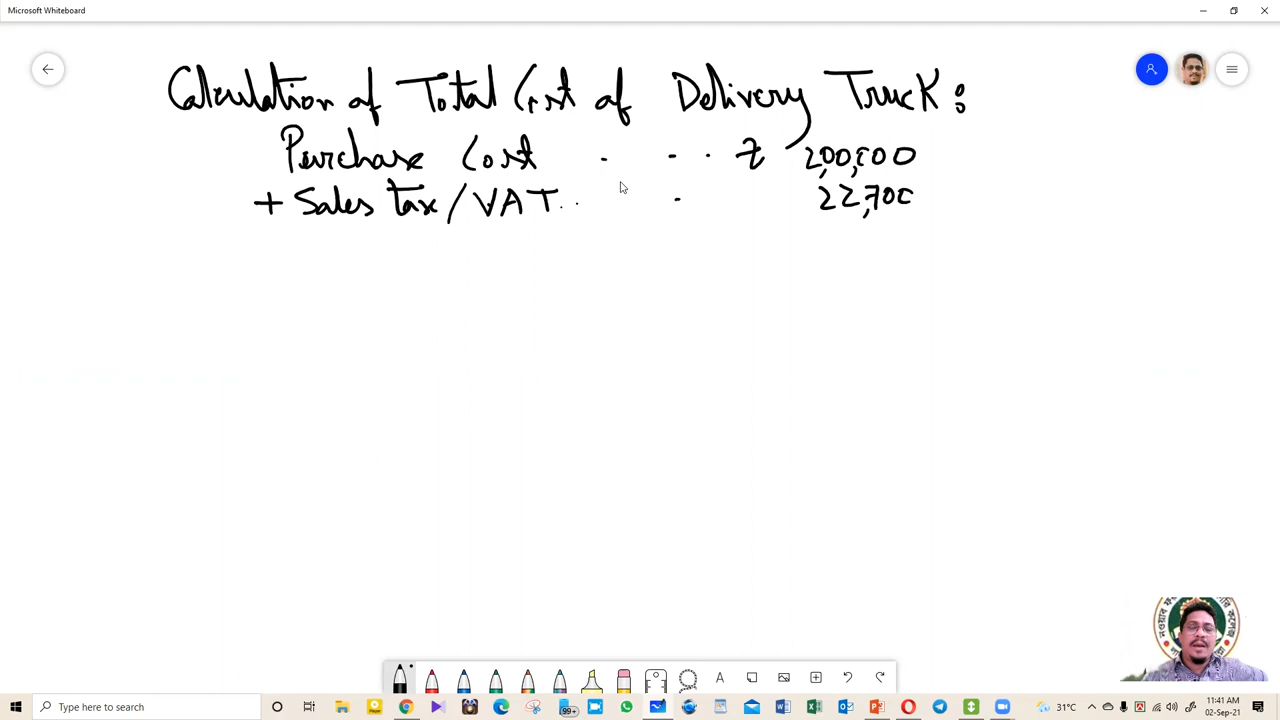 Microsoft Whiteboard
Calculation of Total Cost of Delivery Truck:
Purchase Cost . - - . 200,000
+ Sales tax/VAT . . - 22,700
A
99+
Type here to search
31°C
11:41 AM
02-Sep-21